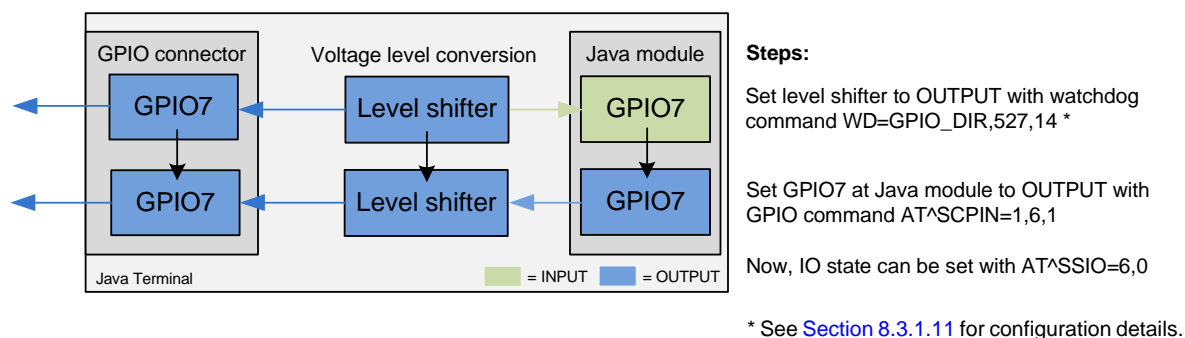 GPIO connector
Voltage level conversion
Java module
Steps:
GPIO7
Level shifter
GPIO7
Set level shifter to OUTPUT with watchdog
command WD=GPIO_DIR,527,14 *
GPIO7
Level shifter
GPIO7
Set GPIO7 at Java module to OUTPUT with
GPIO command AT^SCPIN=1,6,1
Now, IO state can be set with AT^SSIO=6,0
Java Terminal
= INPUT
= OUTPUT
* See Section 8.3.1.11 for configuration details.